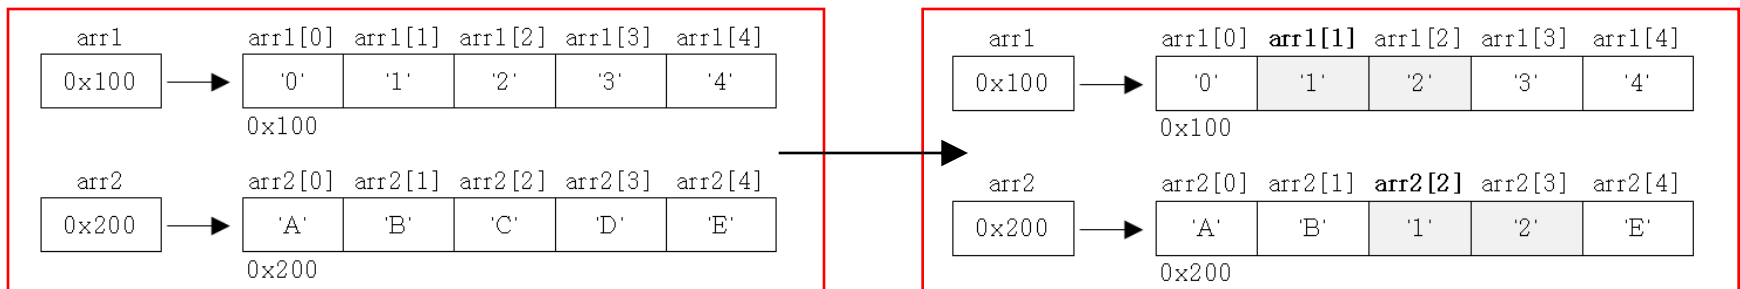 arr1 arr1[0] arr1[1] arr1[2] arr1[3] arr1[4]
0x100 '0' '1' '2' '3' '4'
0x100
arr2 arr2[0] arr2[1] arr2[2] arr2[3] arr2[4]
0x200 'A' 'B' 'C' 'D' 'E'
0x200
arr1 arr1[0] arr1[1] arr1[2] arr1[3] arr1[4]
0x100 '0' '1' '2' '3' '4'
0x100
arr2 arr2[0] arr2[1] arr2[2] arr2[3] arr2[4]
0x200 'A' 'B' '1' '2' 'E'
0x200